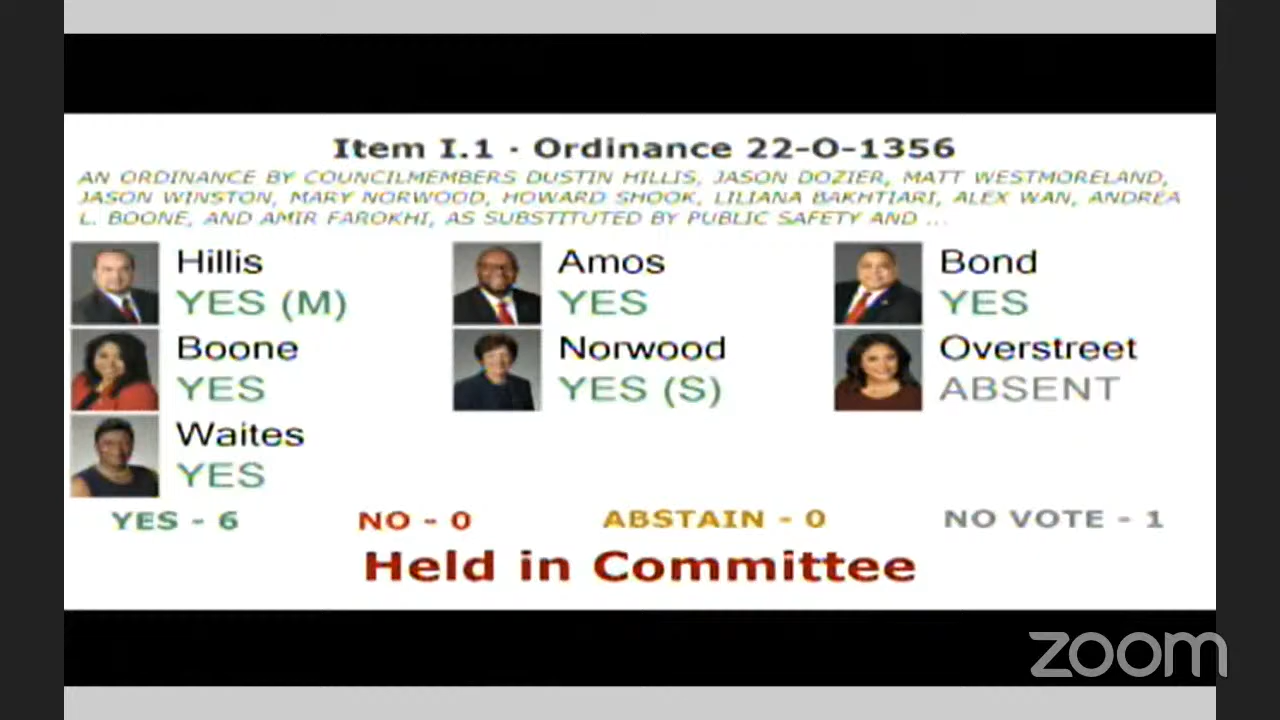 Item I.1 - Ordinance 22-O-1356
AN ORDINANCE BY COUNCILMEMBERS DUSTIN HILLIS, JASON DOZIER, MATT WESTMORELAND,
JASON WINSTON, MARY NORWOOD, HOWARD SHOOK, LILIANA BAKHTIARI, ALEX WAN, ANDREA
L. BOONE, AND AMIR FAROKHI, AS SUBSTITUTED BY PUBLIC SAFETY AND ...
Hillis
YES (M)
Amos
YES
Bond
YES
Boone
YES
Norwood
YES (S)
Overstreet
ABSENT
Waites
YES
YES - 6 NO - 0 ABSTAIN - 0 NO VOTE - 1
Held in Committee
zoom